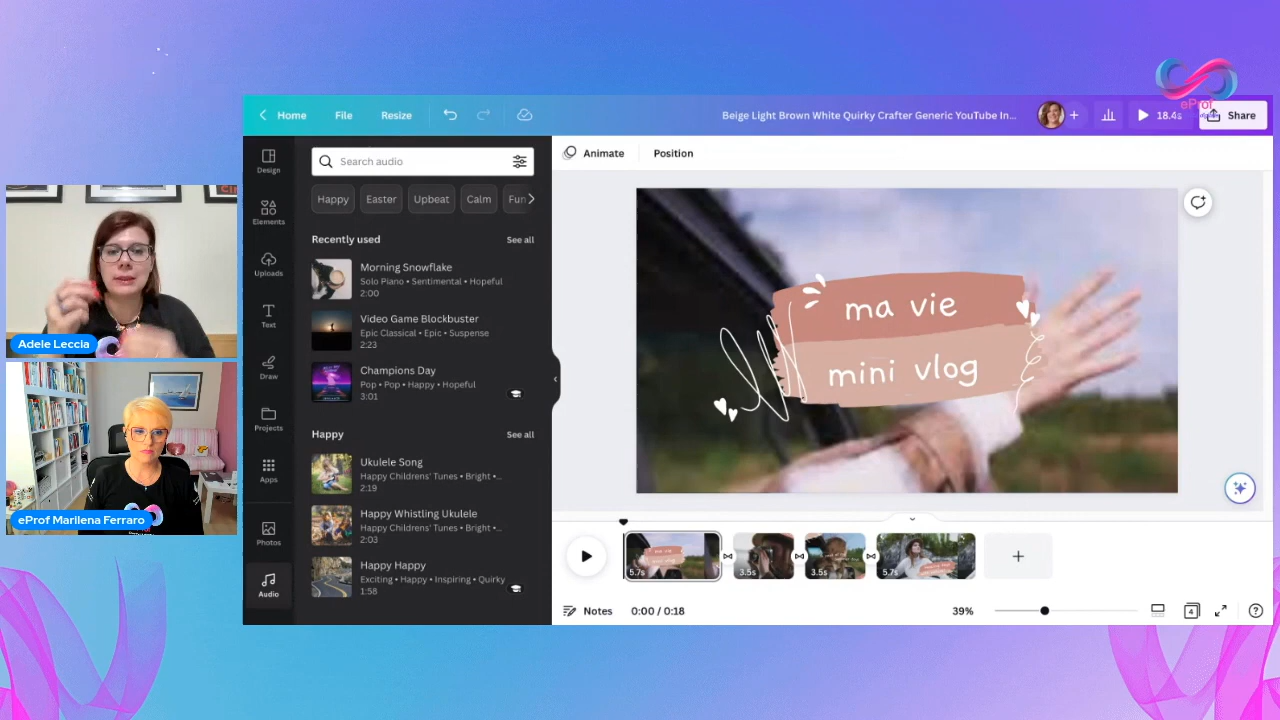 eProf
Home
File
Resize
Beige Light Brown White Quirky Crafter Generic YouTube In...
+
18.4s
Share
Design
Elements
Uploads
Text
Draw
Projects
Apps
Photos
Audio
Search audio
Happy
Easter
Upbeat
Calm
Fun
Recently used
See all
Morning Snowflake
Solo Piano • Sentimental • Hopeful
2:00
Video Game Blockbuster
Epic Classical • Epic • Suspense
2:23
Champions Day
Pop • Pop • Happy • Hopeful
3:01
Happy
See all
Ukulele Song
Happy Childrens' Tunes • Bright •...
2:19
Happy Whistling Ukulele
Happy Childrens' Tunes • Bright •...
2:03
Happy Happy
Exciting • Happy • Inspiring • Quirky
1:58
Animate
Position
ma vie
mini vlog
5.7s
3.5s
3.5s
5.7s
+
Notes
0:00 / 0:18
39%
4
?
Adele Leccia
eProf Marilena Ferraro